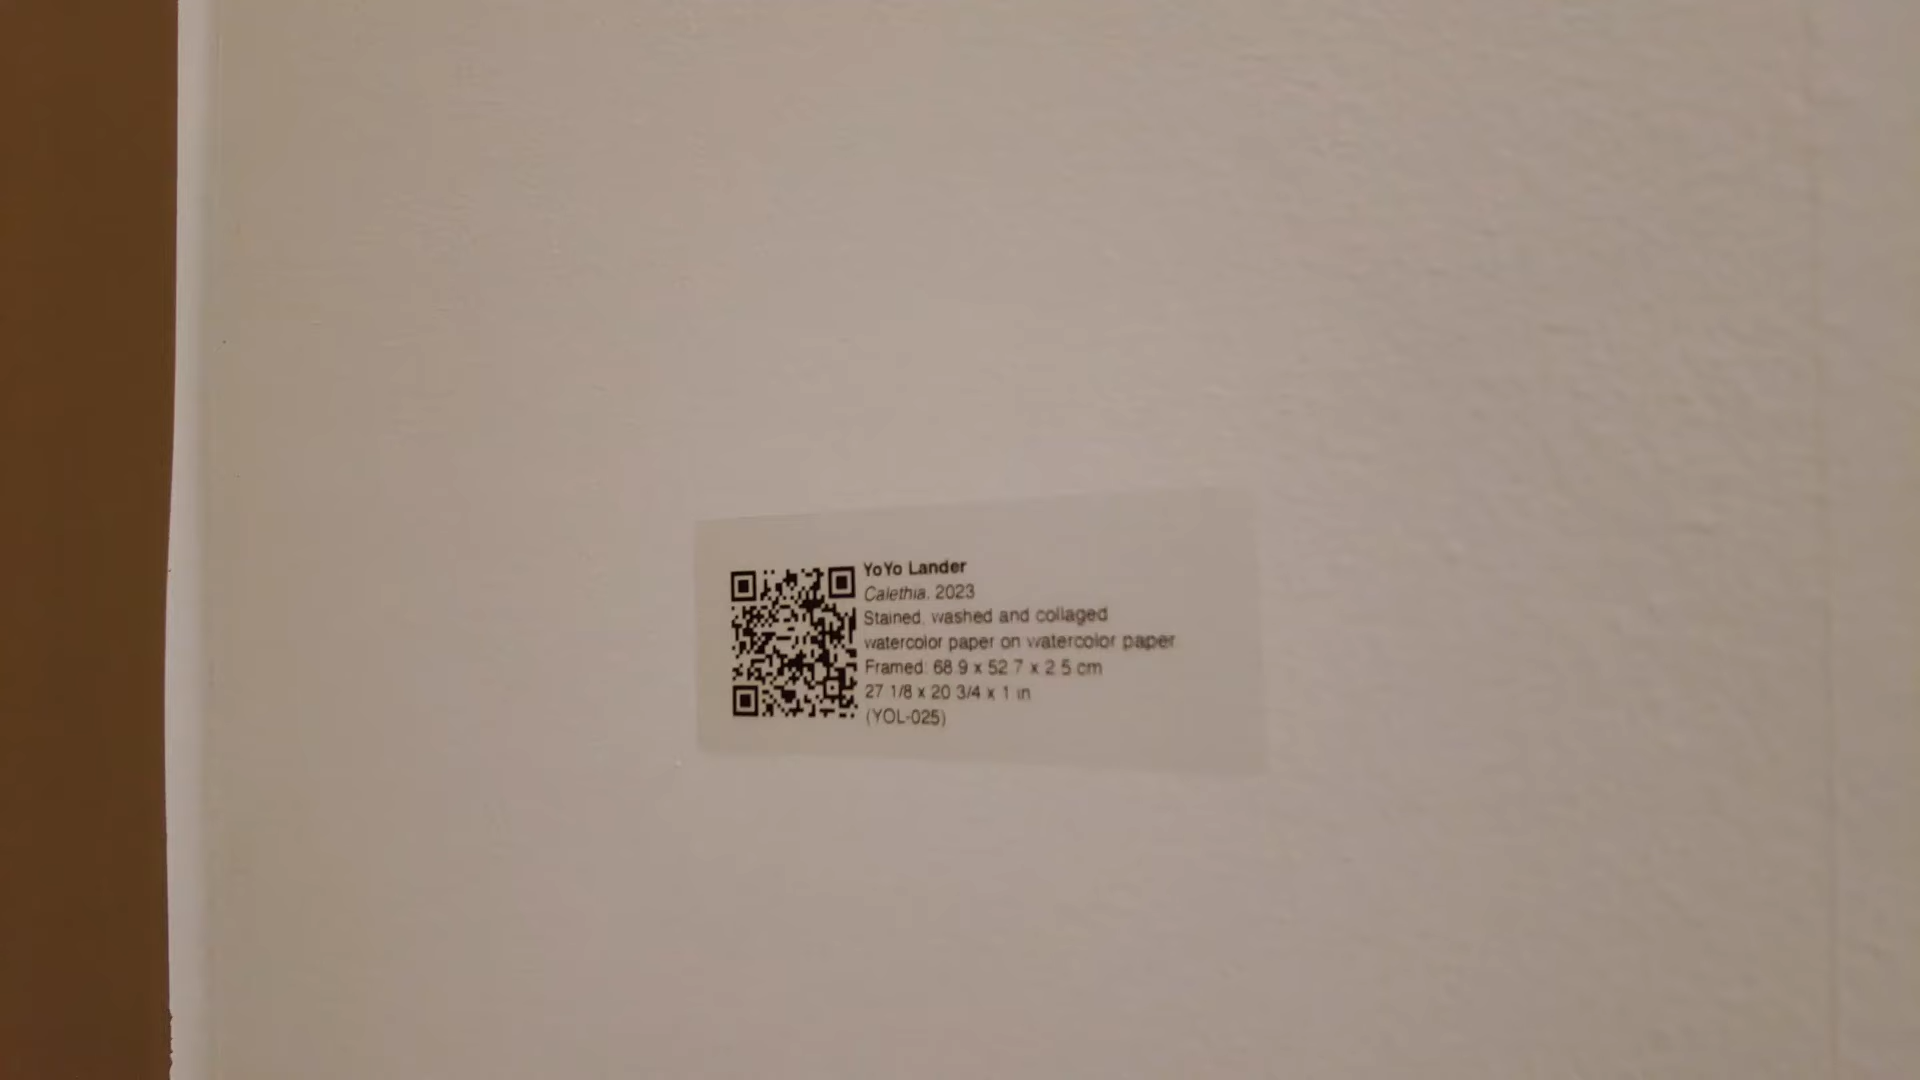 YoYo Lander
Calethia, 2023
Stained, washed and collaged
watercolor paper on watercolor paper
Framed: 68.9 x 52.7 x 2.5 cm
27 1/8 x 20 3/4 x 1 in
(YOL-025)